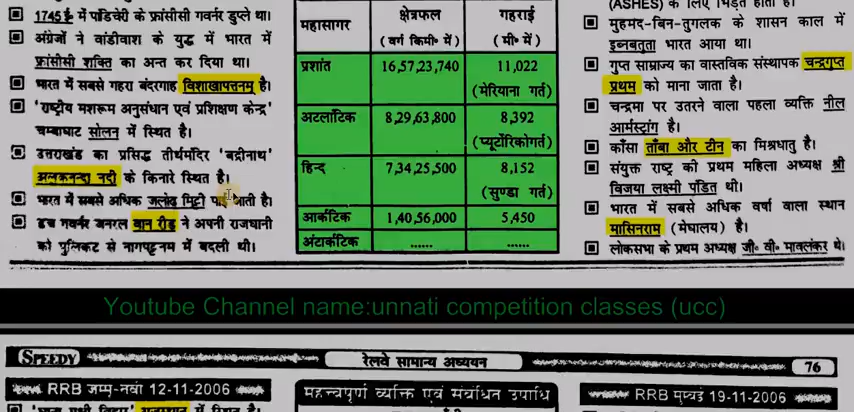 1745 ई॰ में पांडिचेरी के फ्रांसीसी गवर्नर डुप्ले था।
अंग्रेजों ने वांडीवाश के युद्ध में भारत में
फ्रांसीसी शक्ति का अन्त कर दिया था।
भारत में सबसे गहरा बंदरगाह विशाखापत्तनम् है।
'राष्ट्रीय मशरूम अनुसंधान एवं प्रशिक्षण केन्द्र'
चम्बाघाट सोलन में स्थित है।
उत्तराखंड का प्रसिद्ध तीर्थमंदिर 'बद्रीनाथ'
अलकनन्दा नदी के किनारे स्थित है।
भारत में सबसे अधिक जलोढ़ मिट्टी पाई जाती है।
डच गवर्नर जनरल वान रीड ने अपनी राजधानी
को पुलिकट से नागपट्टनम में बदली थी।
महासागर क्षेत्रफल (वर्ग किमी॰ में) गहराई (मी॰ में)
प्रशांत 16,57,23,740 11,022
(मेरियाना गर्त)
अटलांटिक 8,29,63,800 8,392
(प्यूर्टोरिकोगर्त)
हिन्द 7,34,25,500 8,152
(सुण्डा गर्त)
आर्कटिक 1,40,56,000 5,450
अंटार्कटिक ...... ......
(ASHES) के लिए भिड़ते होती है।
मुहमद-बिन-तुगलक के शासन काल में
इब्नबतूता भारत आया था।
गुप्त साम्राज्य का वास्तविक संस्थापक चन्द्रगुप्त
प्रथम को माना जाता है।
चन्द्रमा पर उतरने वाला पहला व्यक्ति नील
आर्मस्ट्रांग है।
काँसा ताँबा और टीन का मिश्रधातु है।
संयुक्त राष्ट्र को प्रथम महिला अध्यक्ष श्री
विजया लक्ष्मी पंडित थी।
भारत में सबसे अधिक वर्षा वाला स्थान
मासिनराम (मेघालय) है।
लोकसभा के प्रथम अध्यक्ष जी॰ वी॰ मावलंकर थे।
Youtube Channel name:unnati competition classes (ucc)
SPEEDY रेलवे सामान्य अध्ययन 76
RRB जम्मू-नवां 12-11-2006
महत्त्वपूर्ण व्यक्ति एवं संबंधित उपाधि
RRB मुम्बई 19-11-2006